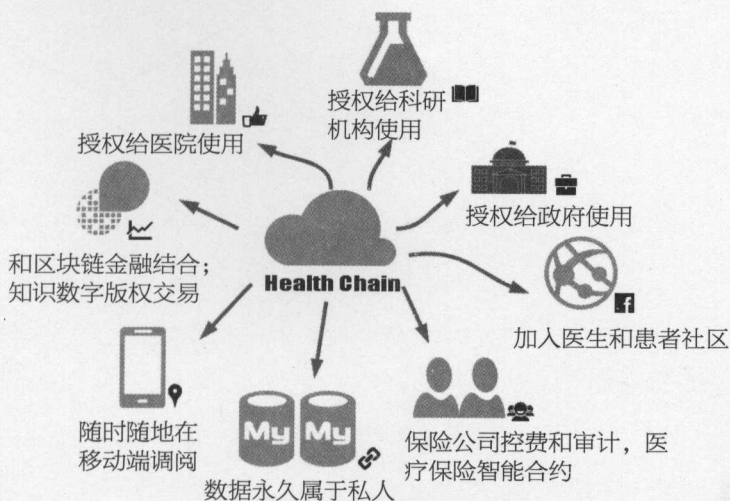 授权给科研
机构使用
授权给医院使用
授权给政府使用
和区块链金融结合；
知识数字版权交易
Health Chain
f
加入医生和患者社区
随时随地在
移动端调阅
My My
保险公司控费和审计，医
疗保险智能合约
数据永久属于私人